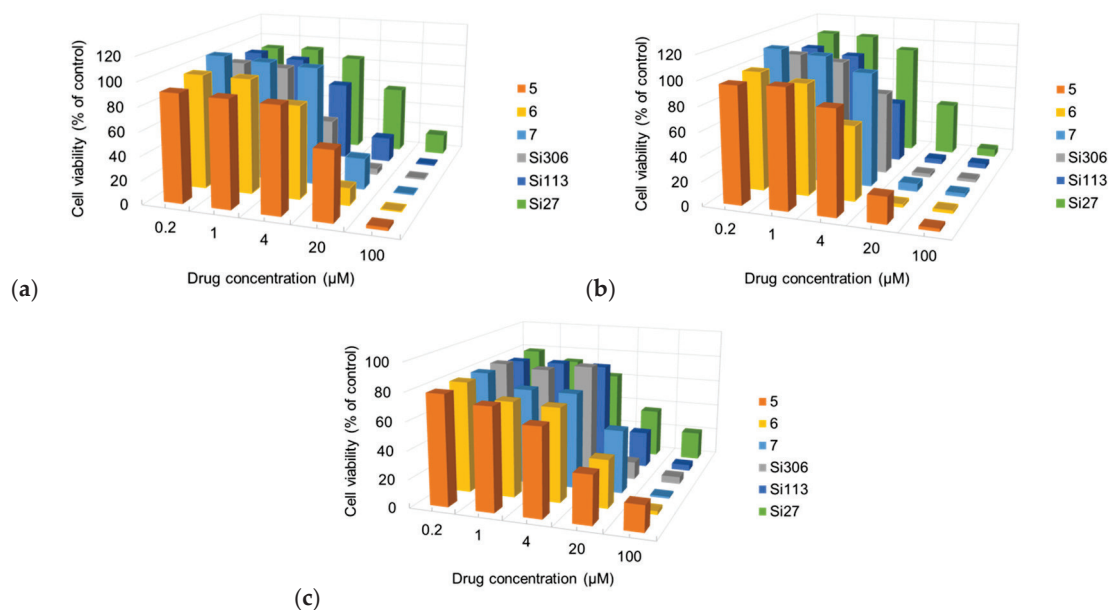 Cell viability (% of control)
120
100
80
60
40
20
0
0.2
1
4
20
100
Drug concentration (µM)
5
6
7
Si306
Si113
Si27
(a)
Cell viability (% of control)
120
100
80
60
40
20
0
0.2
1
4
20
100
Drug concentration (µM)
5
6
7
Si306
Si113
Si27
(b)
Cell viability (% of control)
100
80
60
40
20
0
0.2
1
4
20
100
Drug concentration (µM)
5
6
7
Si306
Si113
Si27
(c)